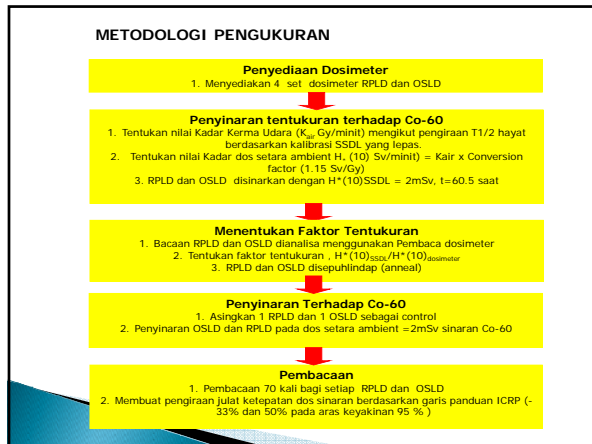 METODOLOGI PENGUKURAN
Penyediaan Dosimeter
1. Menyediakan 4 set dosimeter RPLD dan OSLD
Penyinaran tentukuran terhadap Co-60
1. Tentukan nilai Kadar Kerma Udara (Kair Gy/minit) mengikut pengiraan T1/2 hayat
berdasarkan kalibrasi SSDL yang lepas.
2. Tentukan nilai Kadar dos setara ambient H, (10) Sv/minit) = Kair x Conversion
factor (1.15 Sv/Gy)
3. RPLD dan OSLD disinarkan dengan H*(10)SSDL = 2mSv, t=60.5 saat
Menentukan Faktor Tentukuran
1. Bacaan RPLD dan OSLD dianalisa menggunakan Pembaca dosimeter
2. Tentukan faktor tentukuran , H*(10)SSDL/H*(10)dosimeter
3. RPLD dan OSLD disepuhlindap (anneal)
Penyinaran Terhadap Co-60
1. Asingkan 1 RPLD dan 1 OSLD sebagai control
2. Penyinaran OSLD dan RPLD pada dos setara ambient =2mSv sinaran Co-60
Pembacaan
1. Pembacaan 70 kali bagi setiap RPLD dan OSLD
2. Membuat pengiraan julat ketepatan dos sinaran berdasarkan garis panduan ICRP (-
33% dan 50% pada aras keyakinan 95 % )